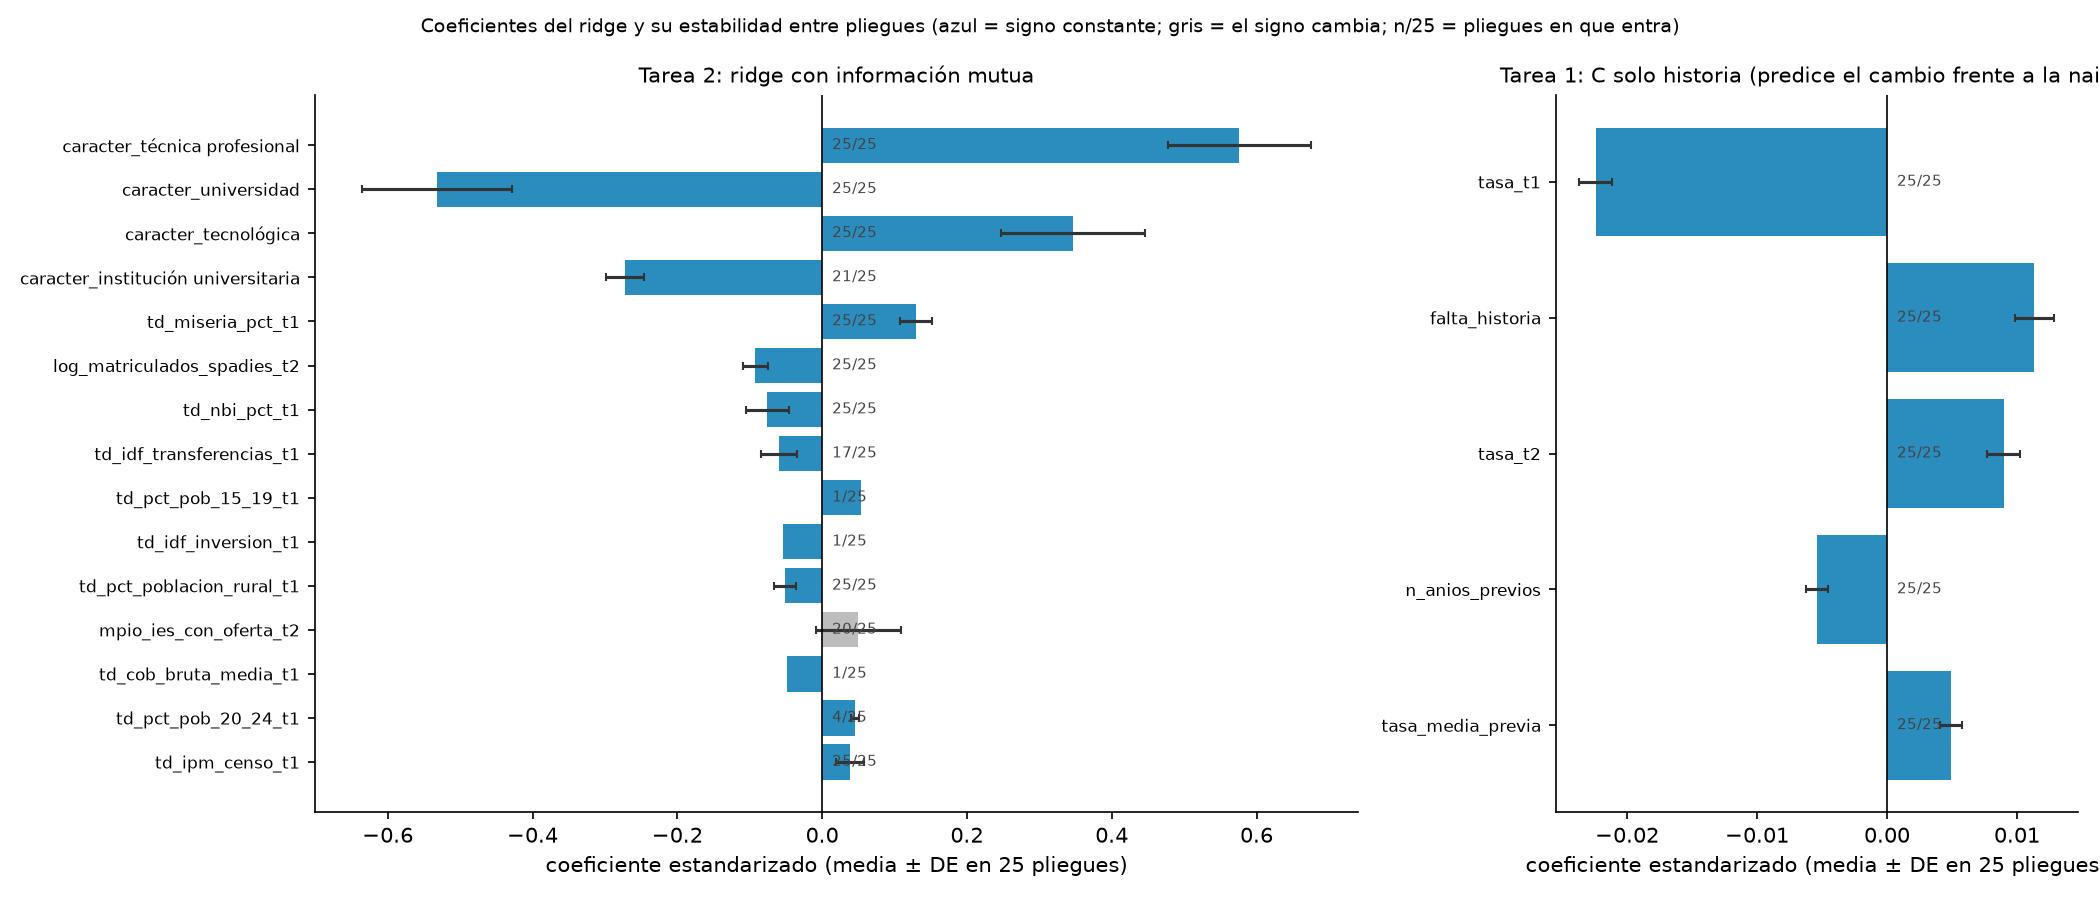 Coeficientes del ridge y su estabilidad entre pliegues (azul = signo constante; gris = el signo cambia; n/25 = pliegues en que entra)
Tarea 2: ridge con información mutua
caracter_técnica profesional 25/25
caracter_universidad 25/25
caracter_tecnológica 25/25
caracter_institución universitaria 21/25
td_miseria_pct_t1 25/25
log_matriculados_spadies_t2 25/25
td_nbi_pct_t1 25/25
td_idf_transferencias_t1 17/25
td_pct_pob_15_19_t1 1/25
td_idf_inversion_t1 1/25
td_pct_poblacion_rural_t1 25/25
mpio_ies_con_oferta_t2 20/25
td_cob_bruta_media_t1 1/25
td_pct_pob_20_24_t1 4/25
td_ipm_censo_t1 25/25
−0.6 −0.4 −0.2 0.0 0.2 0.4 0.6
coeficiente estandarizado (media ± DE en 25 pliegues)
Tarea 1: C solo historia (predice el cambio frente a la nai
tasa_t1 25/25
falta_historia 25/25
tasa_t2 25/25
n_anios_previos 25/25
tasa_media_previa 25/25
−0.02 −0.01 0.00 0.01
coeficiente estandarizado (media ± DE en 25 pliegues